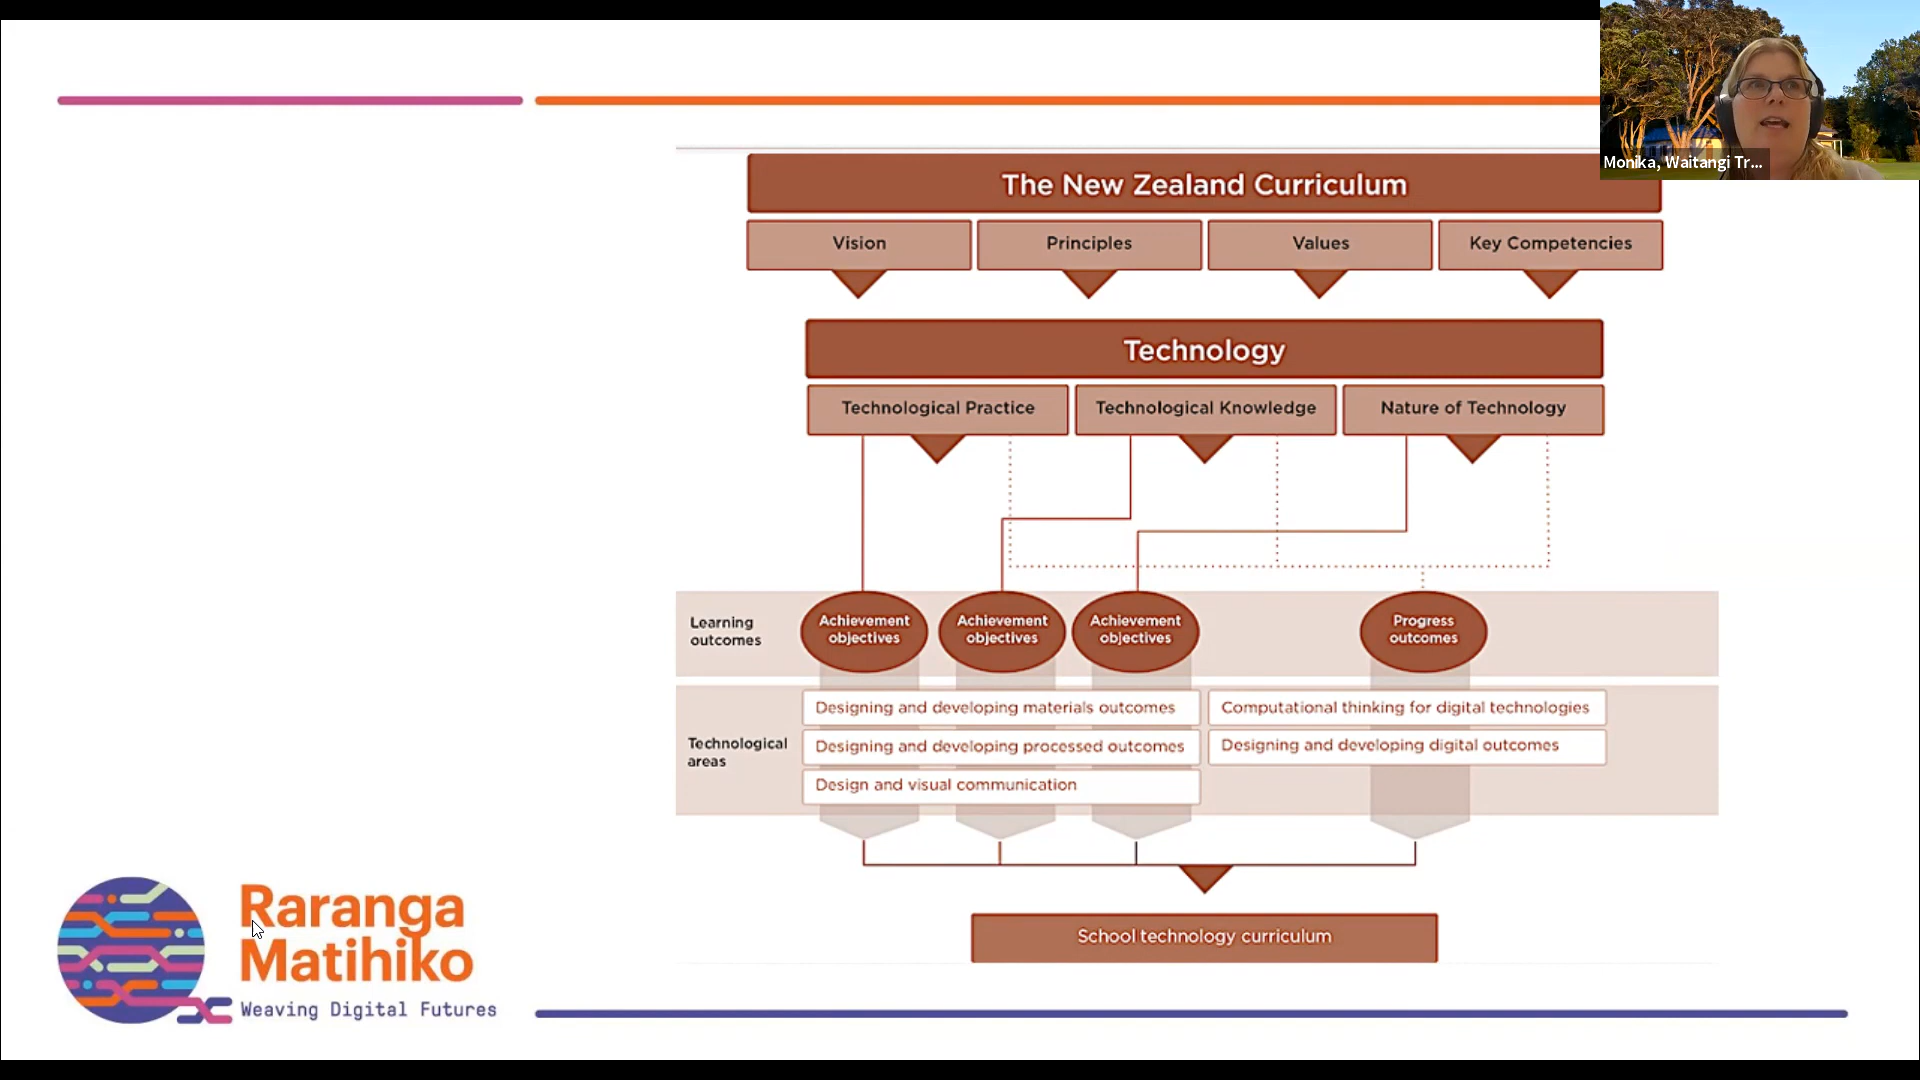 Monika, Waitangi Tr...
The New Zealand Curriculum
Vision
Principles
Values
Key Competencies
Technology
Technological Practice
Technological Knowledge
Nature of Technology
Learning
outcomes
Achievement
objectives
Achievement
objectives
Achievement
objectives
Progress
outcomes
Technological
areas
Designing and developing materials outcomes
Designing and developing processed outcomes
Design and visual communication
Computational thinking for digital technologies
Designing and developing digital outcomes
School technology curriculum
Raranga
Matihiko
Weaving Digital Futures